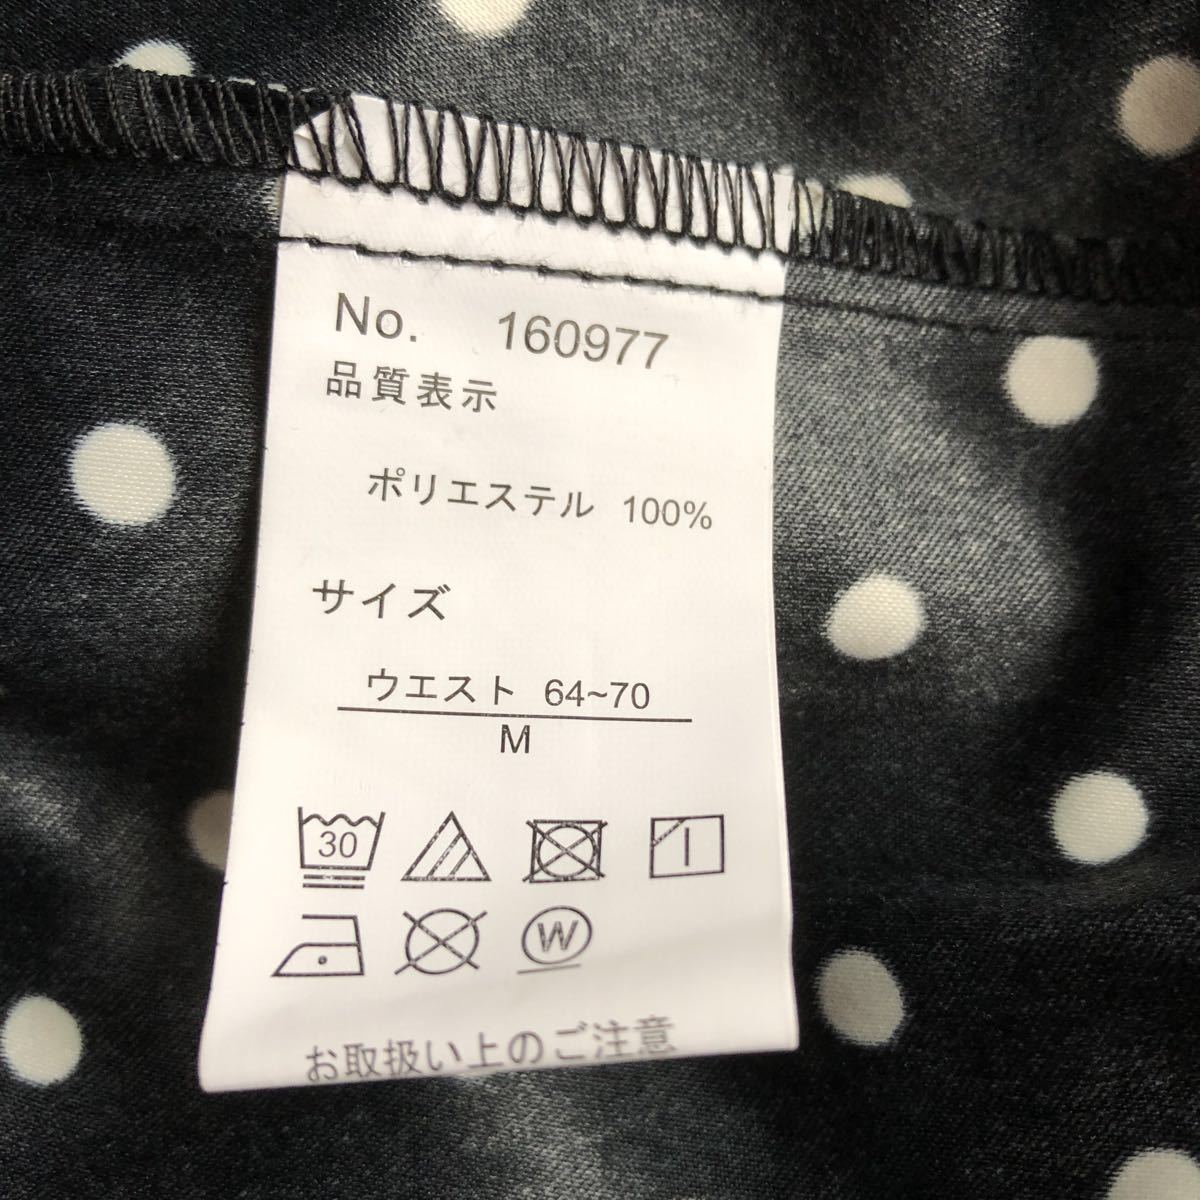 No. 160977
品質表示
ポリエステル 100%
サイズ
ウエスト 64~70
M
30
W
お取扱い上のご注意